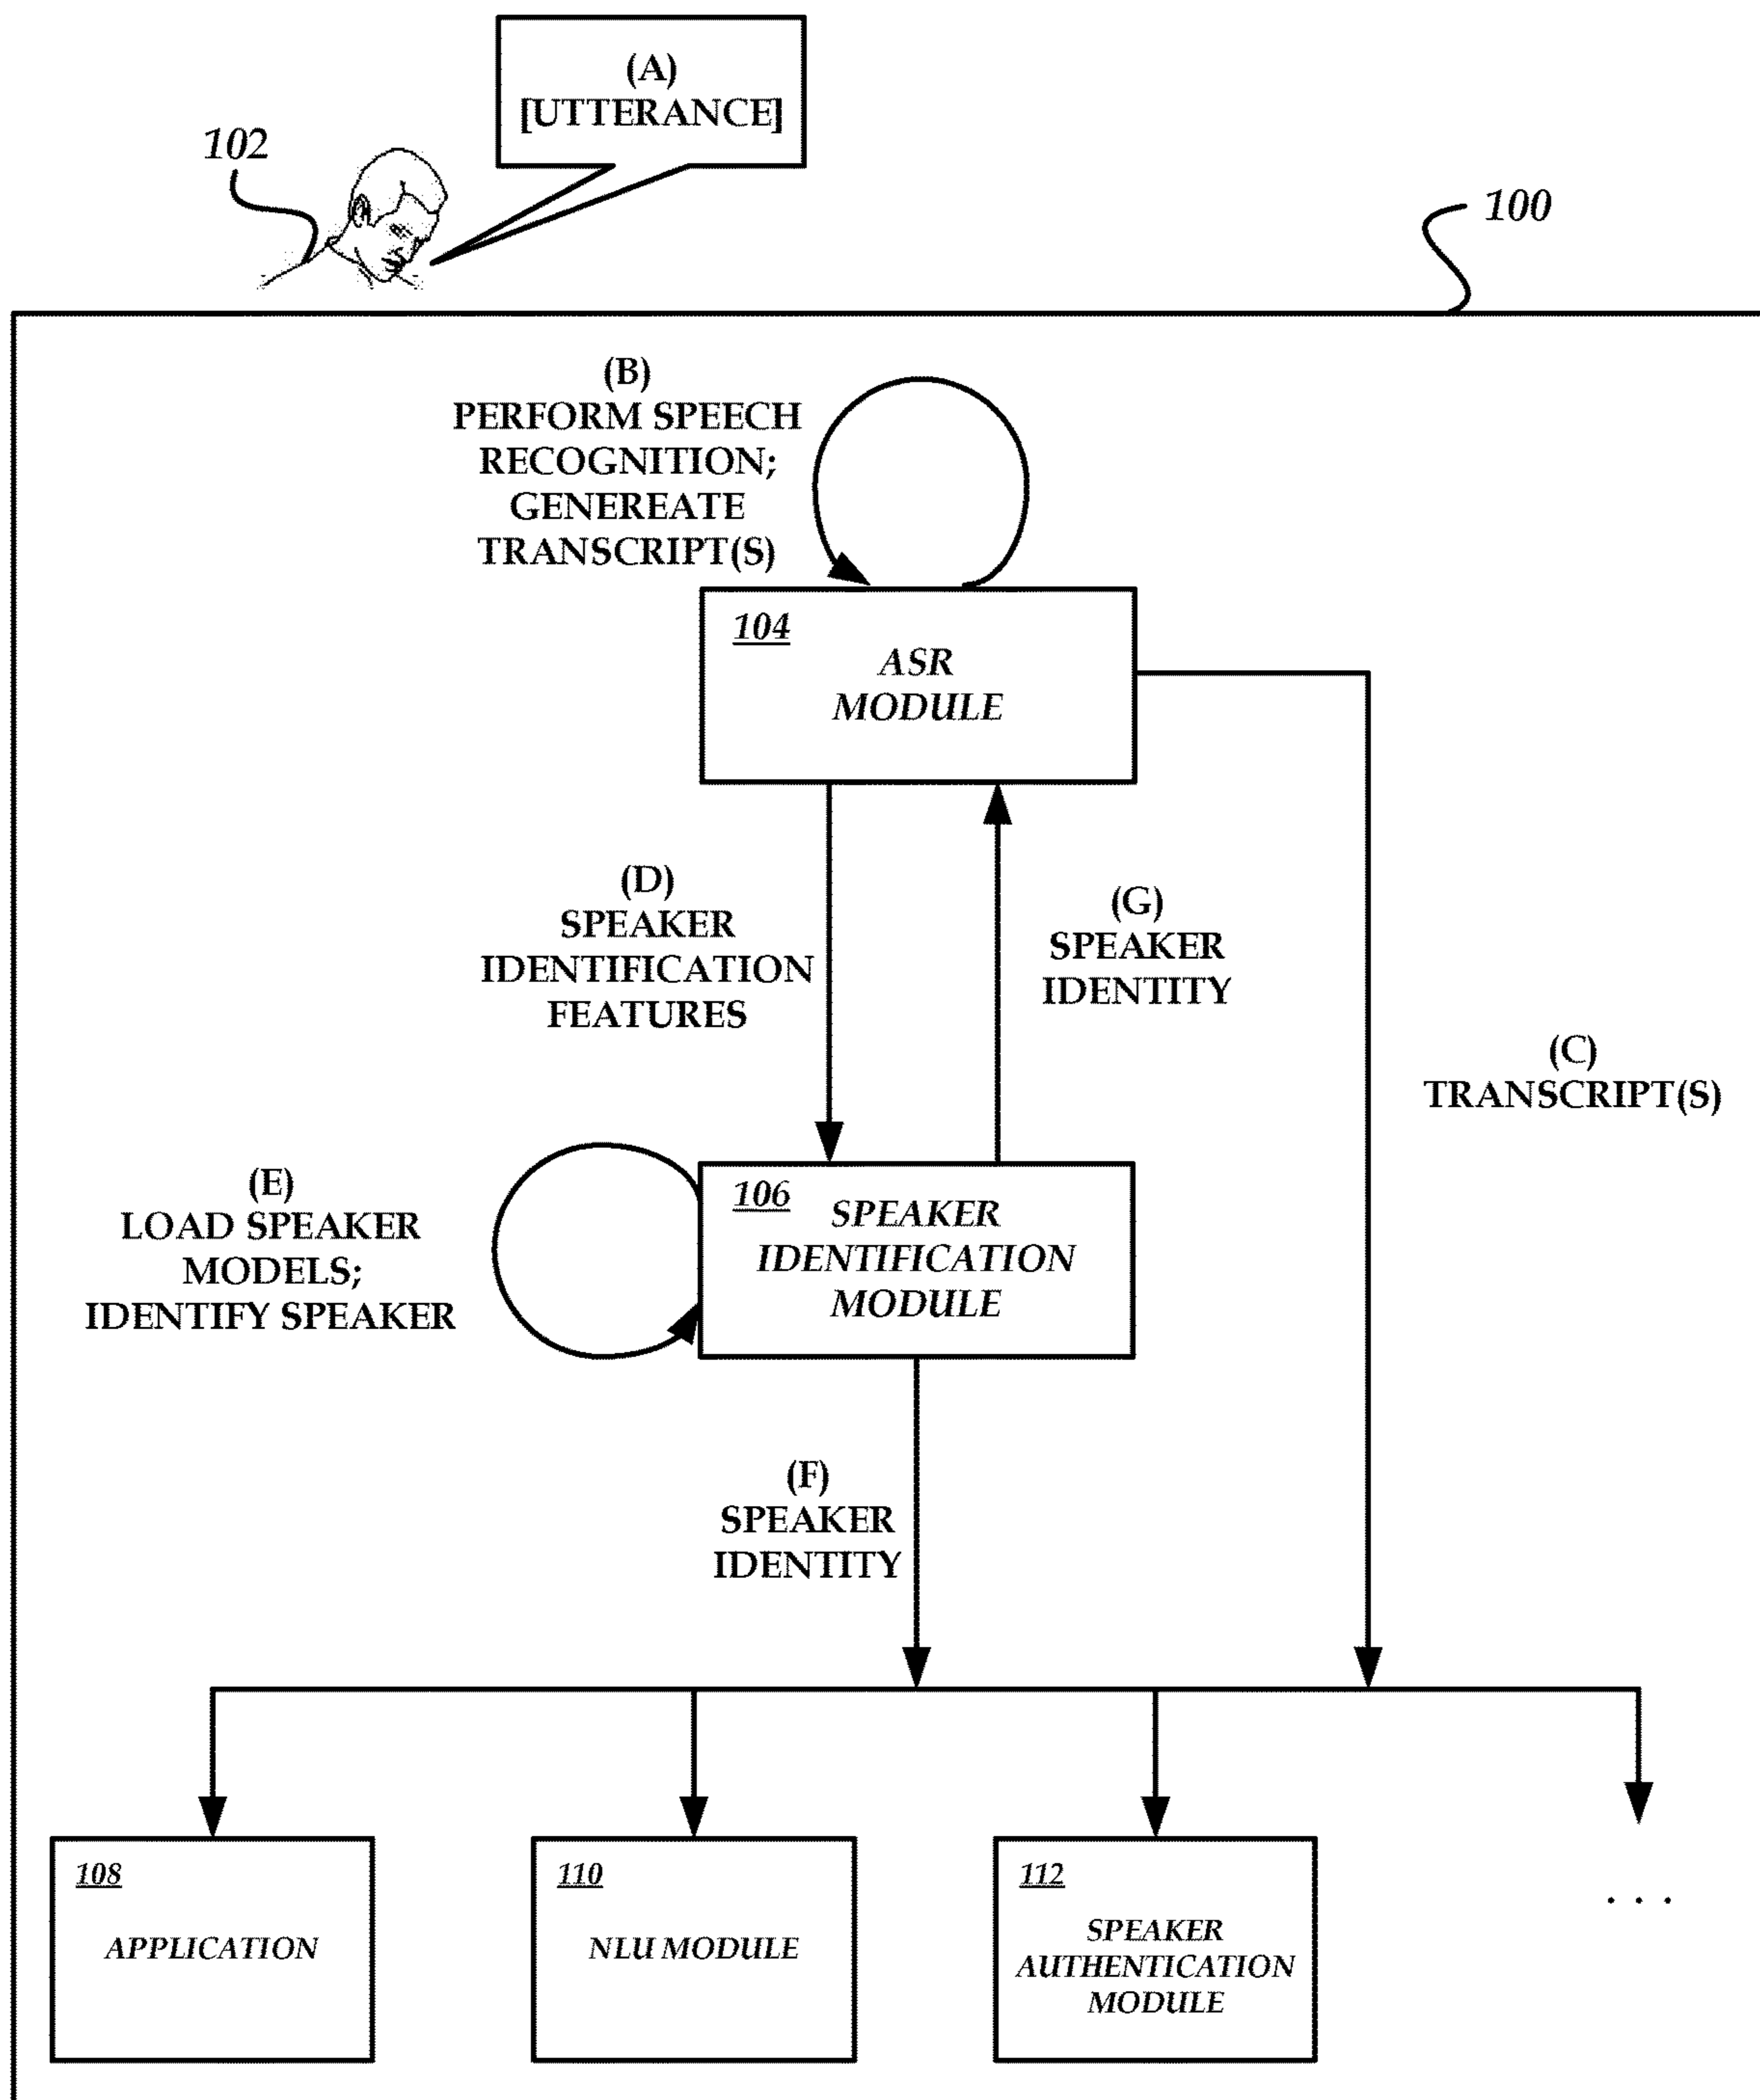 (A)
[UTTERANCE]
102
100
(B)
PERFORM SPEECH
RECOGNITION;
GENEREATE
TRANSCRIPT(S)
104
ASR
MODULE
(D)
SPEAKER
IDENTIFICATION
FEATURES
(G)
SPEAKER
IDENTITY
(C)
TRANSCRIPT(S)
(E)
LOAD SPEAKER
MODELS;
IDENTIFY SPEAKER
106
SPEAKER
IDENTIFICATION
MODULE
(F)
SPEAKER
IDENTITY
108
APPLICATION
110
NLU MODULE
112
SPEAKER
AUTHENTICATION
MODULE
. . .